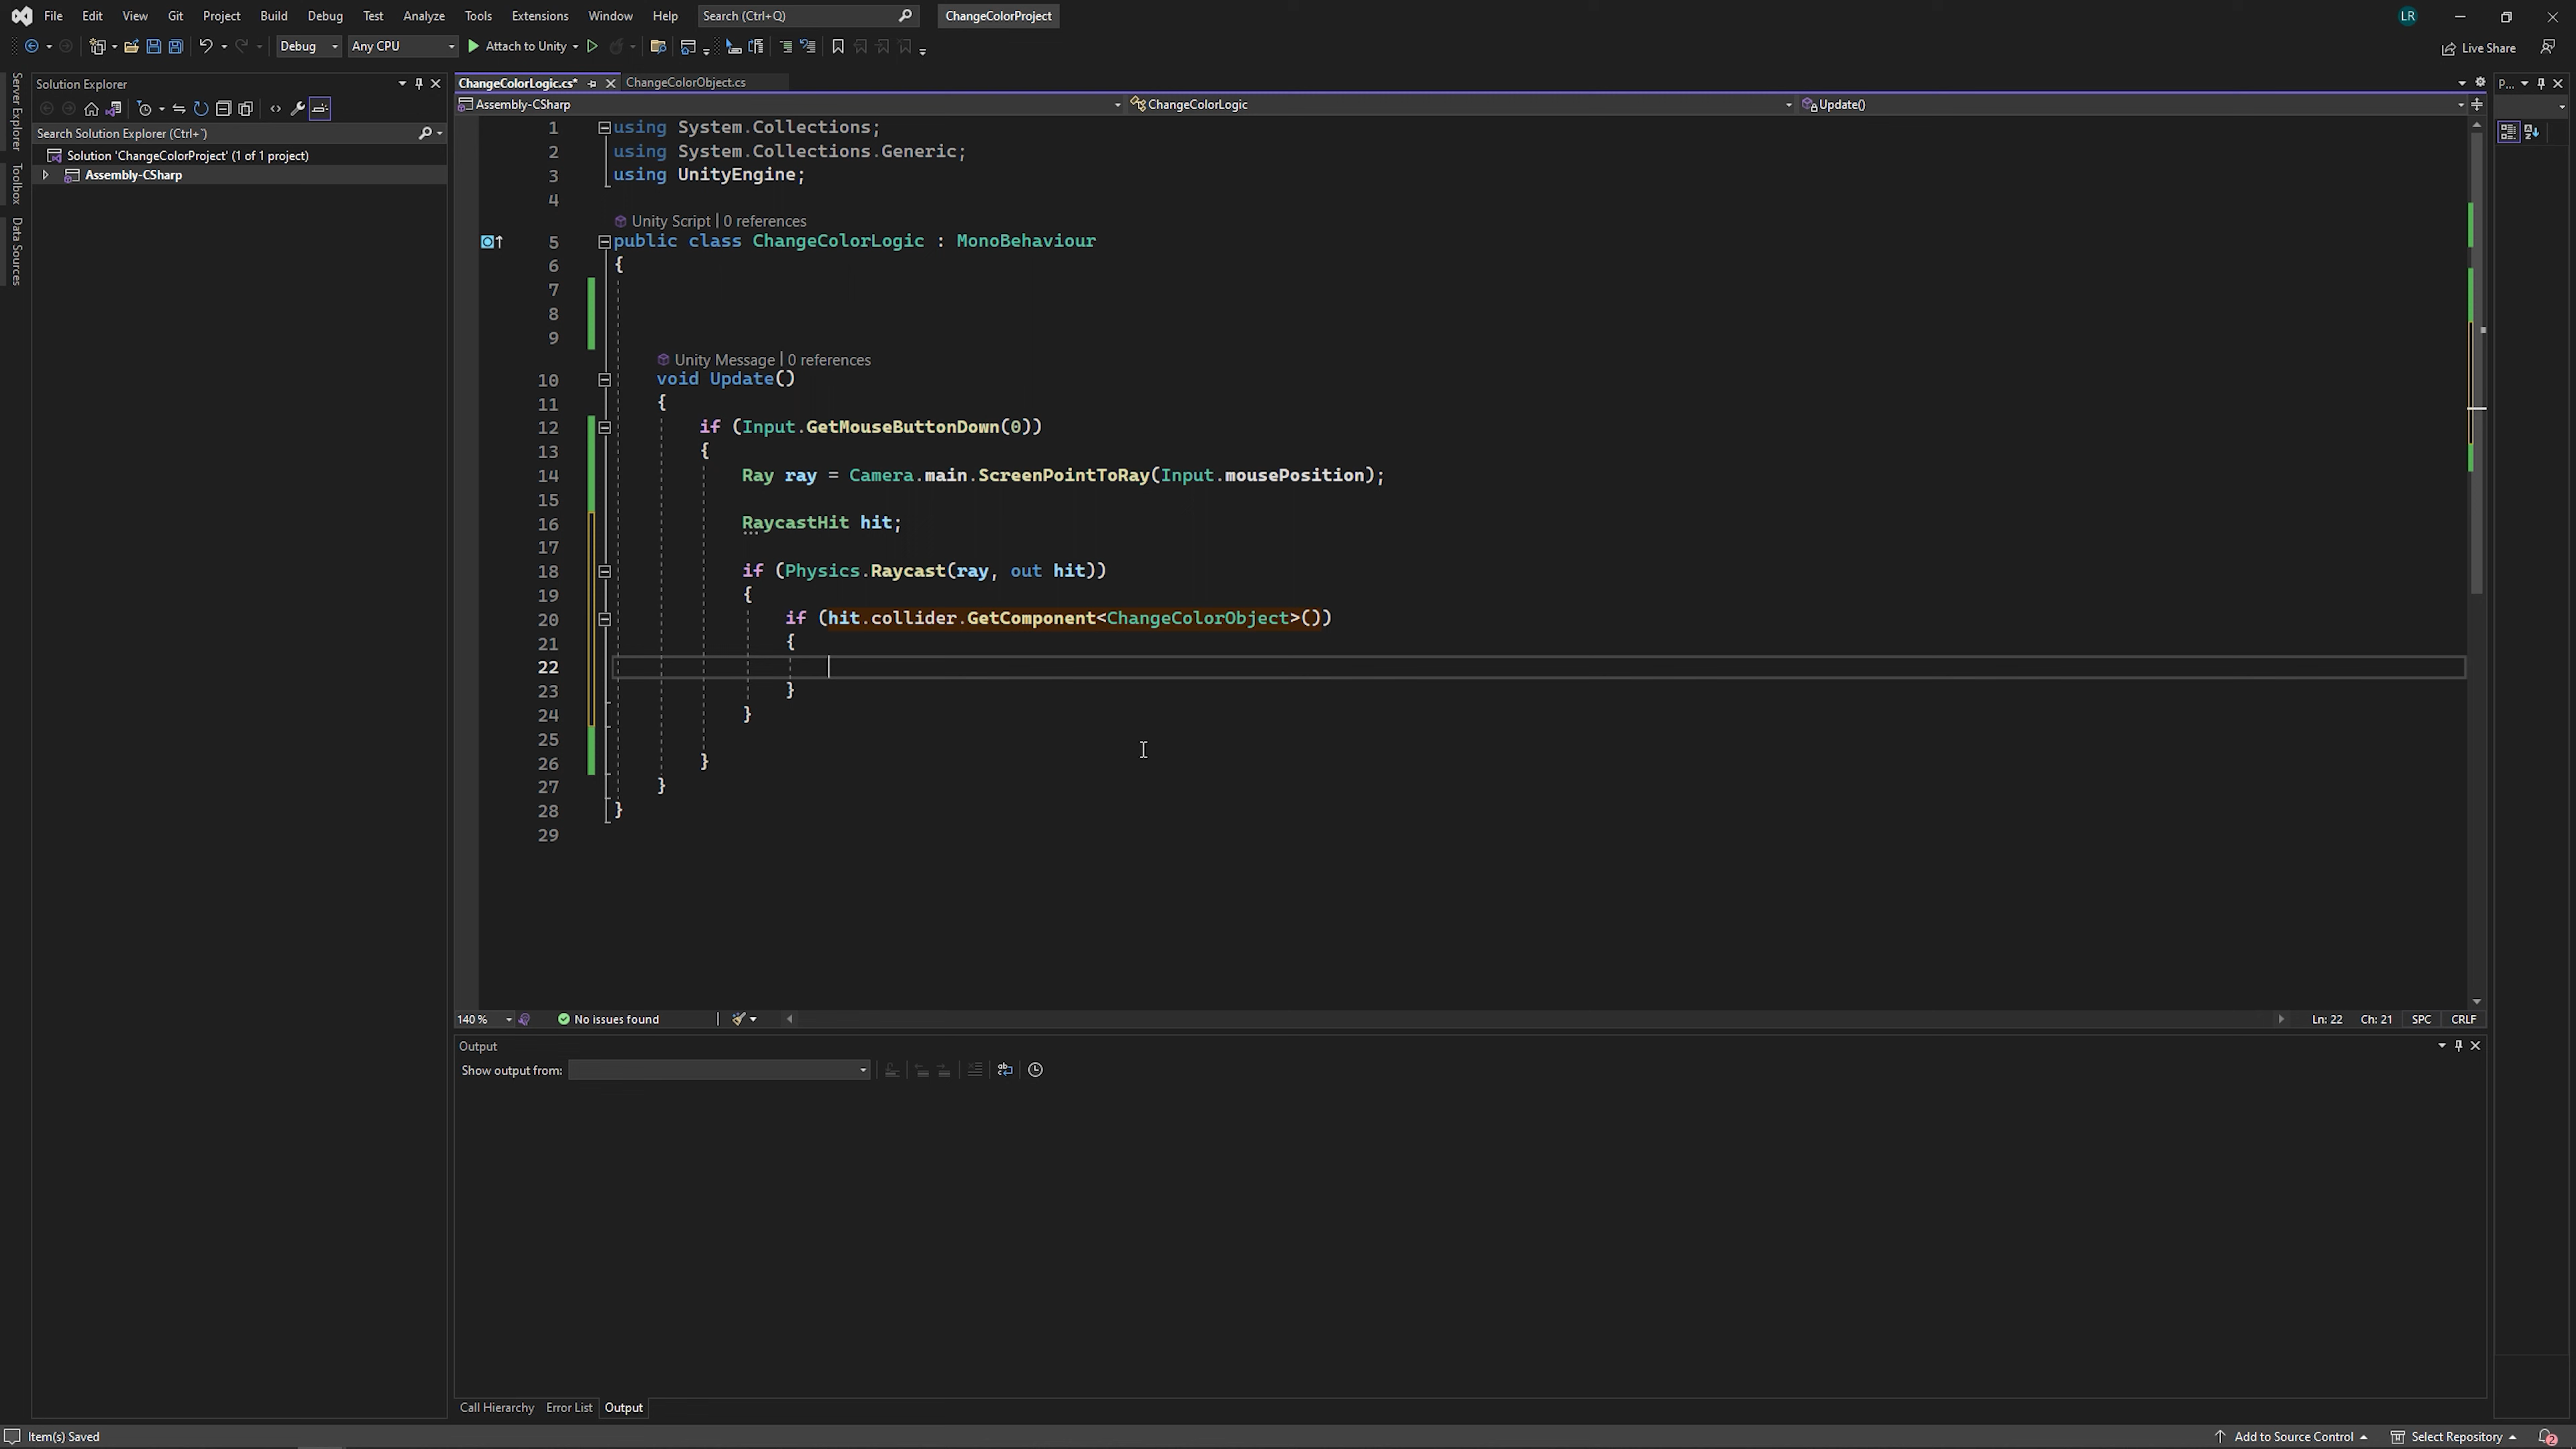 File Edit View Git Project Build Debug Test Analyze Tools Extensions Window Help Search (Ctrl+Q) ChangeColorProject LR
Debug Any CPU Attach to Unity Live Share
Server Explorer
Toolbox
Data Sources
Solution Explorer
Search Solution Explorer (Ctrl+¨)
Solution 'ChangeColorProject' (1 of 1 project)
Assembly-CSharp
ChangeColorLogic.cs* ChangeColorObject.cs
Assembly-CSharp ChangeColorLogic Update()
P...
1 using System.Collections;
2 using System.Collections.Generic;
3 using UnityEngine;
4
Unity Script | 0 references
5 public class ChangeColorLogic : MonoBehaviour
6 {
7
8
9
Unity Message | 0 references
10 void Update()
11 {
12 if (Input.GetMouseButtonDown(0))
13 {
14 Ray ray = Camera.main.ScreenPointToRay(Input.mousePosition);
15
16 RaycastHit hit;
17
18 if (Physics.Raycast(ray, out hit))
19 {
20 if (hit.collider.GetComponent<ChangeColorObject>())
21 {
22
23 }
24 }
25
26 }
27 }
28 }
29
140 % No issues found Ln: 22 Ch: 21 SPC CRLF
Output
Show output from:
Call Hierarchy Error List Output
Item(s) Saved Add to Source Control Select Repository 2